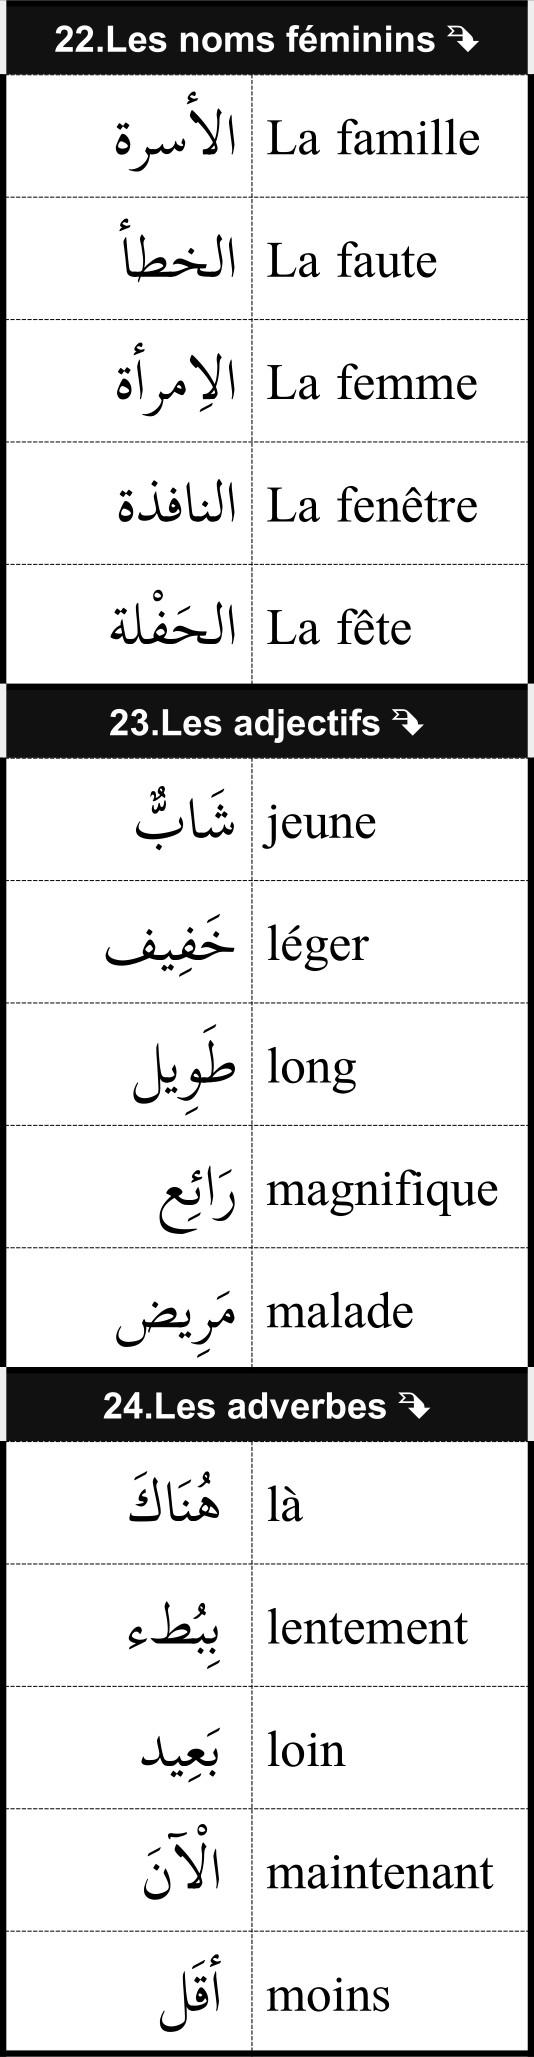 22.Les noms féminins
La famille الأسرة
La faute الخطأ
La femme الاِمرأة
La fenêtre النافذة
La fête الحَفْلة
23.Les adjectifs
jeune شَابٌّ
léger خَفِيف
long طَوِيل
magnifique رَائِع
malade مَرِيض
24.Les adverbes
là هُنَاكَ
lentement بِبُطء
loin بَعِيد
maintenant الْآنَ
moins أقَل